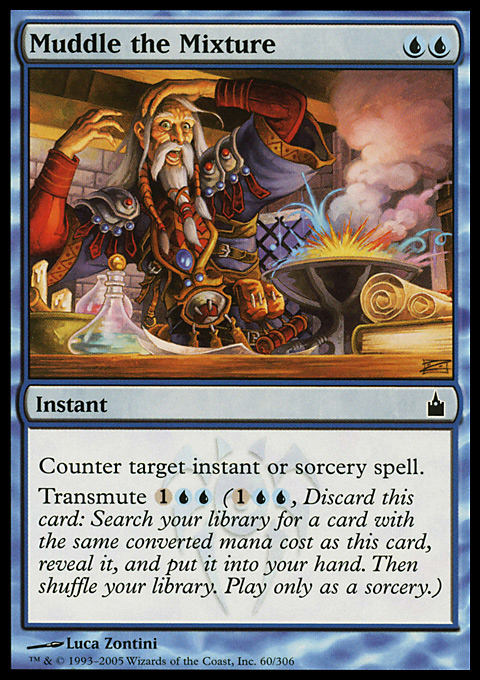 Muddle the Mixture
Instant
Counter target instant or sorcery spell.
Transmute 1 (1, Discard this
card: Search your library for a card with
the same converted mana cost as this card,
reveal it, and put it into your hand. Then
shuffle your library. Play only as a sorcery.)
Luca Zontini
™ & © 1993–2005 Wizards of the Coast, Inc. 60/306